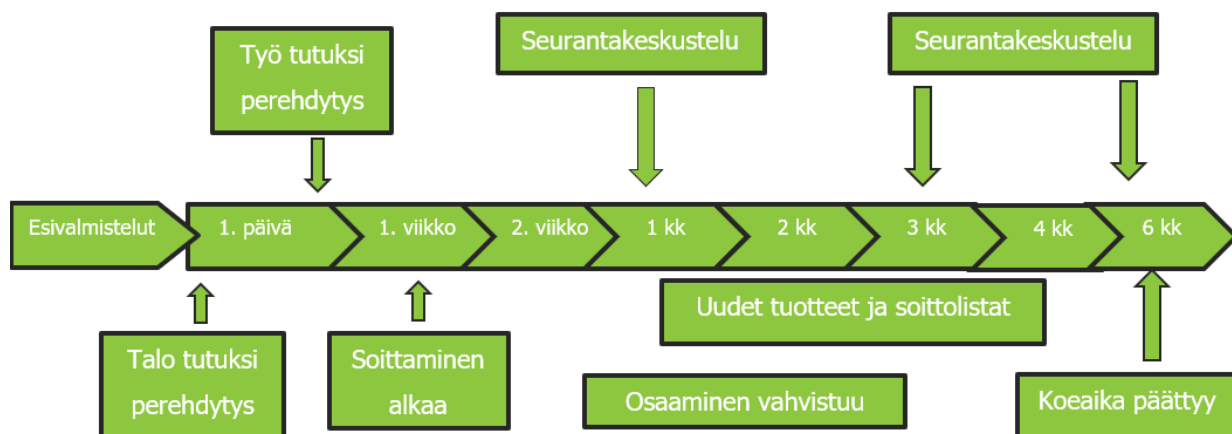 Työ tutuksi
perehdytys
Seurantakeskustelu
Seurantakeskustelu
Esivalmistelut
1. päivä
1. viikko
2. viikko
1 kk
2 kk
3 kk
4 kk
6 kk
Uudet tuotteet ja soittolistat
Talo tutuksi
perehdytys
Soittaminen
alkaa
Osaaminen vahvistuu
Koeaika päättyy